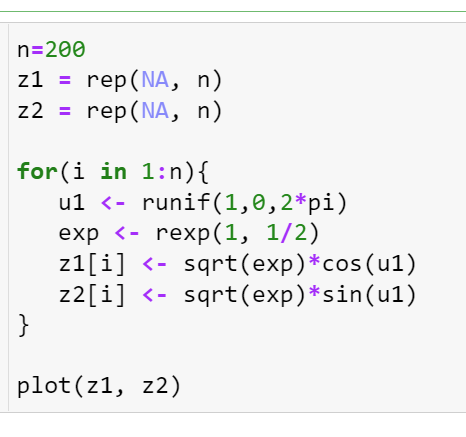 n=200
z1 = rep(NA, n)
z2 = rep(NA, n)
for(i in 1:n){
u1 <- runif(1,0,2*pi)
exp <- rexp(1, 1/2)
z1[i] <- sqrt(exp)*cos(u1)
z2[i] <- sqrt(exp)*sin(u1)
}
plot(z1, z2)